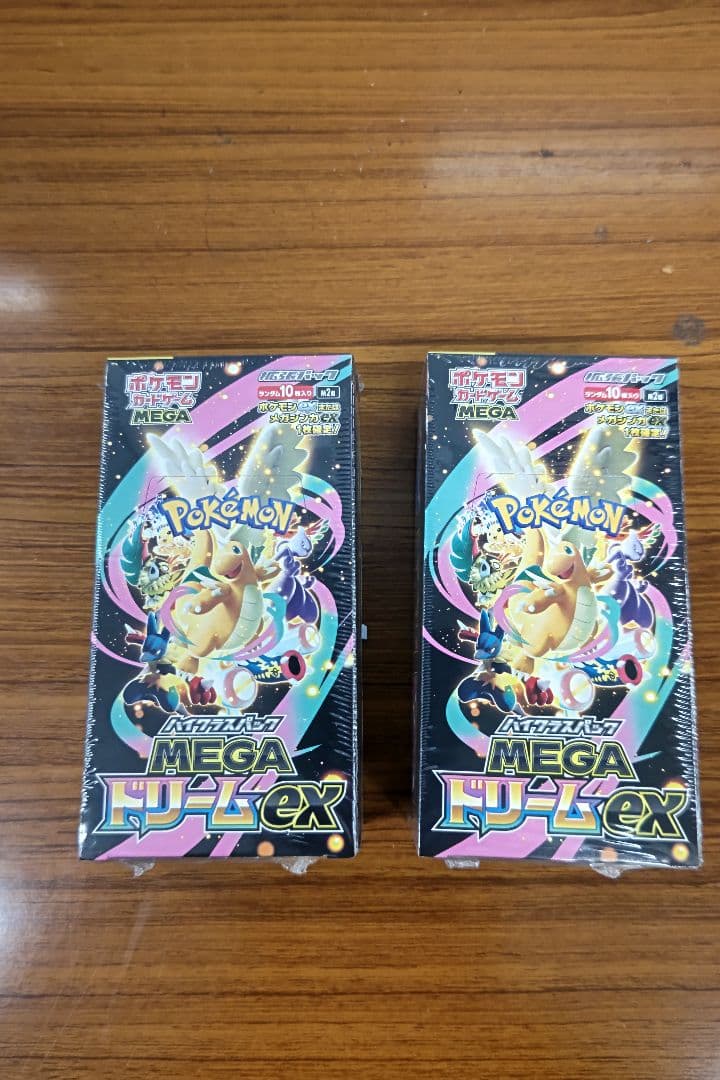 ポケモン
カードゲーム
MEGA
拡張パック
ランダム10枚入り
ポケモンexまたは
メガシンカex
1枚確定!
POKÉMON
ハイクラスパック
MEGA
ドリームex
ポケモン
カードゲーム
MEGA
拡張パック
ランダム10枚入り
ポケモンexまたは
メガシンカex
1枚確定!
POKÉMON
ハイクラスパック
MEGA
ドリームex